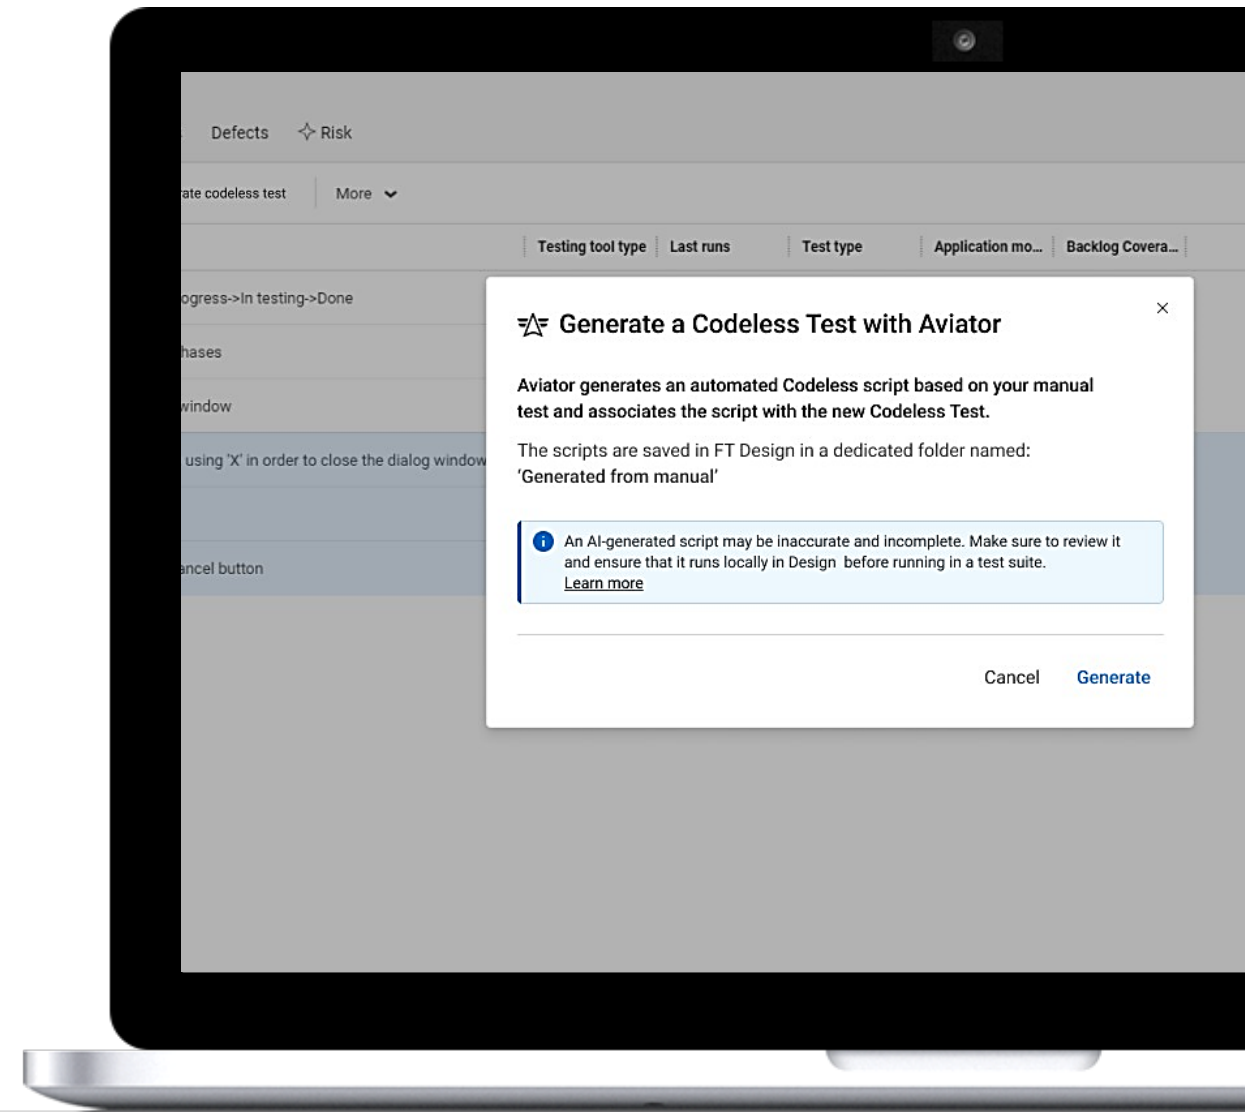 Defects Risk
ate codeless test More
Testing tool type Last runs Test type Application mo... Backlog Covera...
ogress->In testing->Done
hases
window
using 'X' in order to close the dialog window
ancel button
Generate a Codeless Test with Aviator
Aviator generates an automated Codeless script based on your manual
test and associates the script with the new Codeless Test.
The scripts are saved in FT Design in a dedicated folder named:
‘Generated from manual’
An AI-generated script may be inaccurate and incomplete. Make sure to review it
and ensure that it runs locally in Design before running in a test suite.
Learn more
Cancel Generate